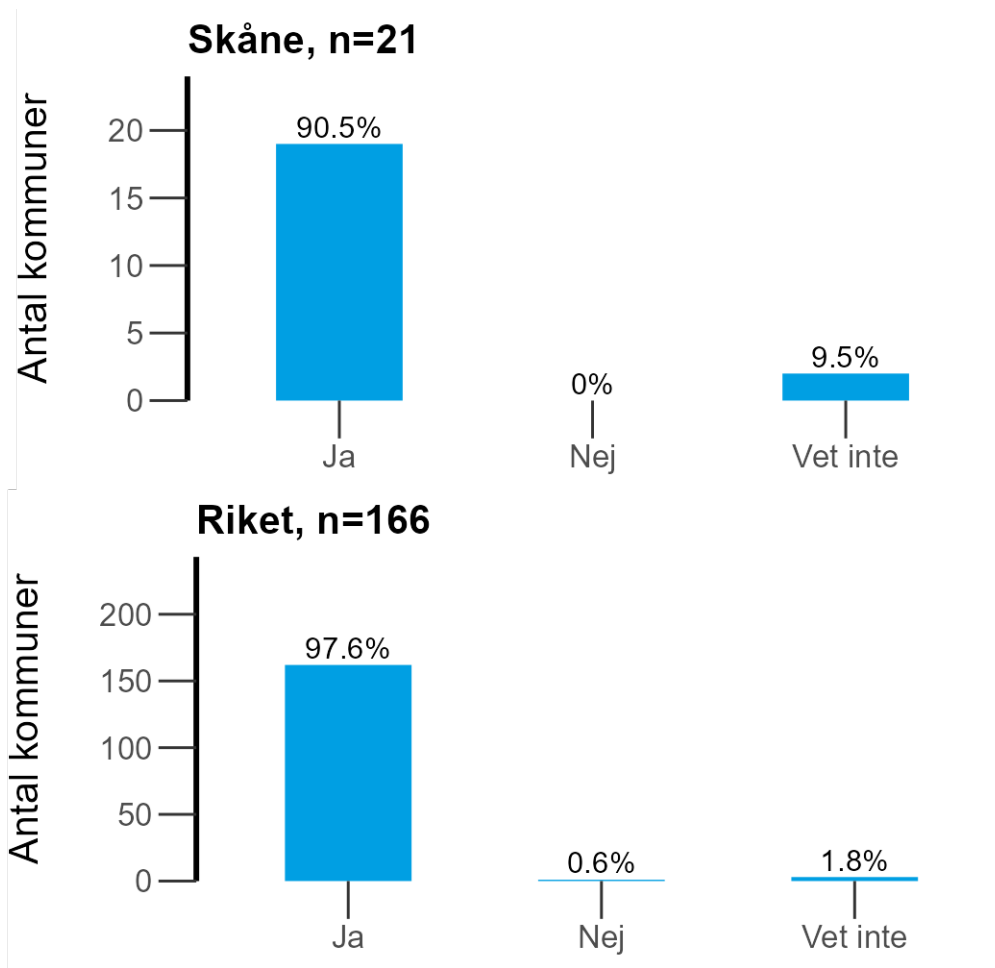 Skåne, n=21
Antal kommuner
20
15
10
5
0
90.5%
0%
9.5%
Ja
Nej
Vet inte
Riket, n=166
Antal kommuner
200
150
100
50
0
97.6%
0.6%
1.8%
Ja
Nej
Vet inte